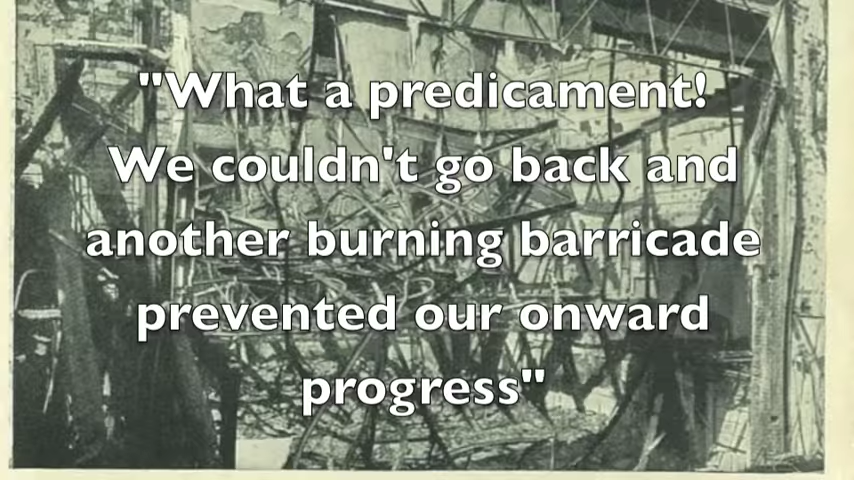 "What a predicament!
We couldn't go back and
another burning barricade
prevented our onward
progress"